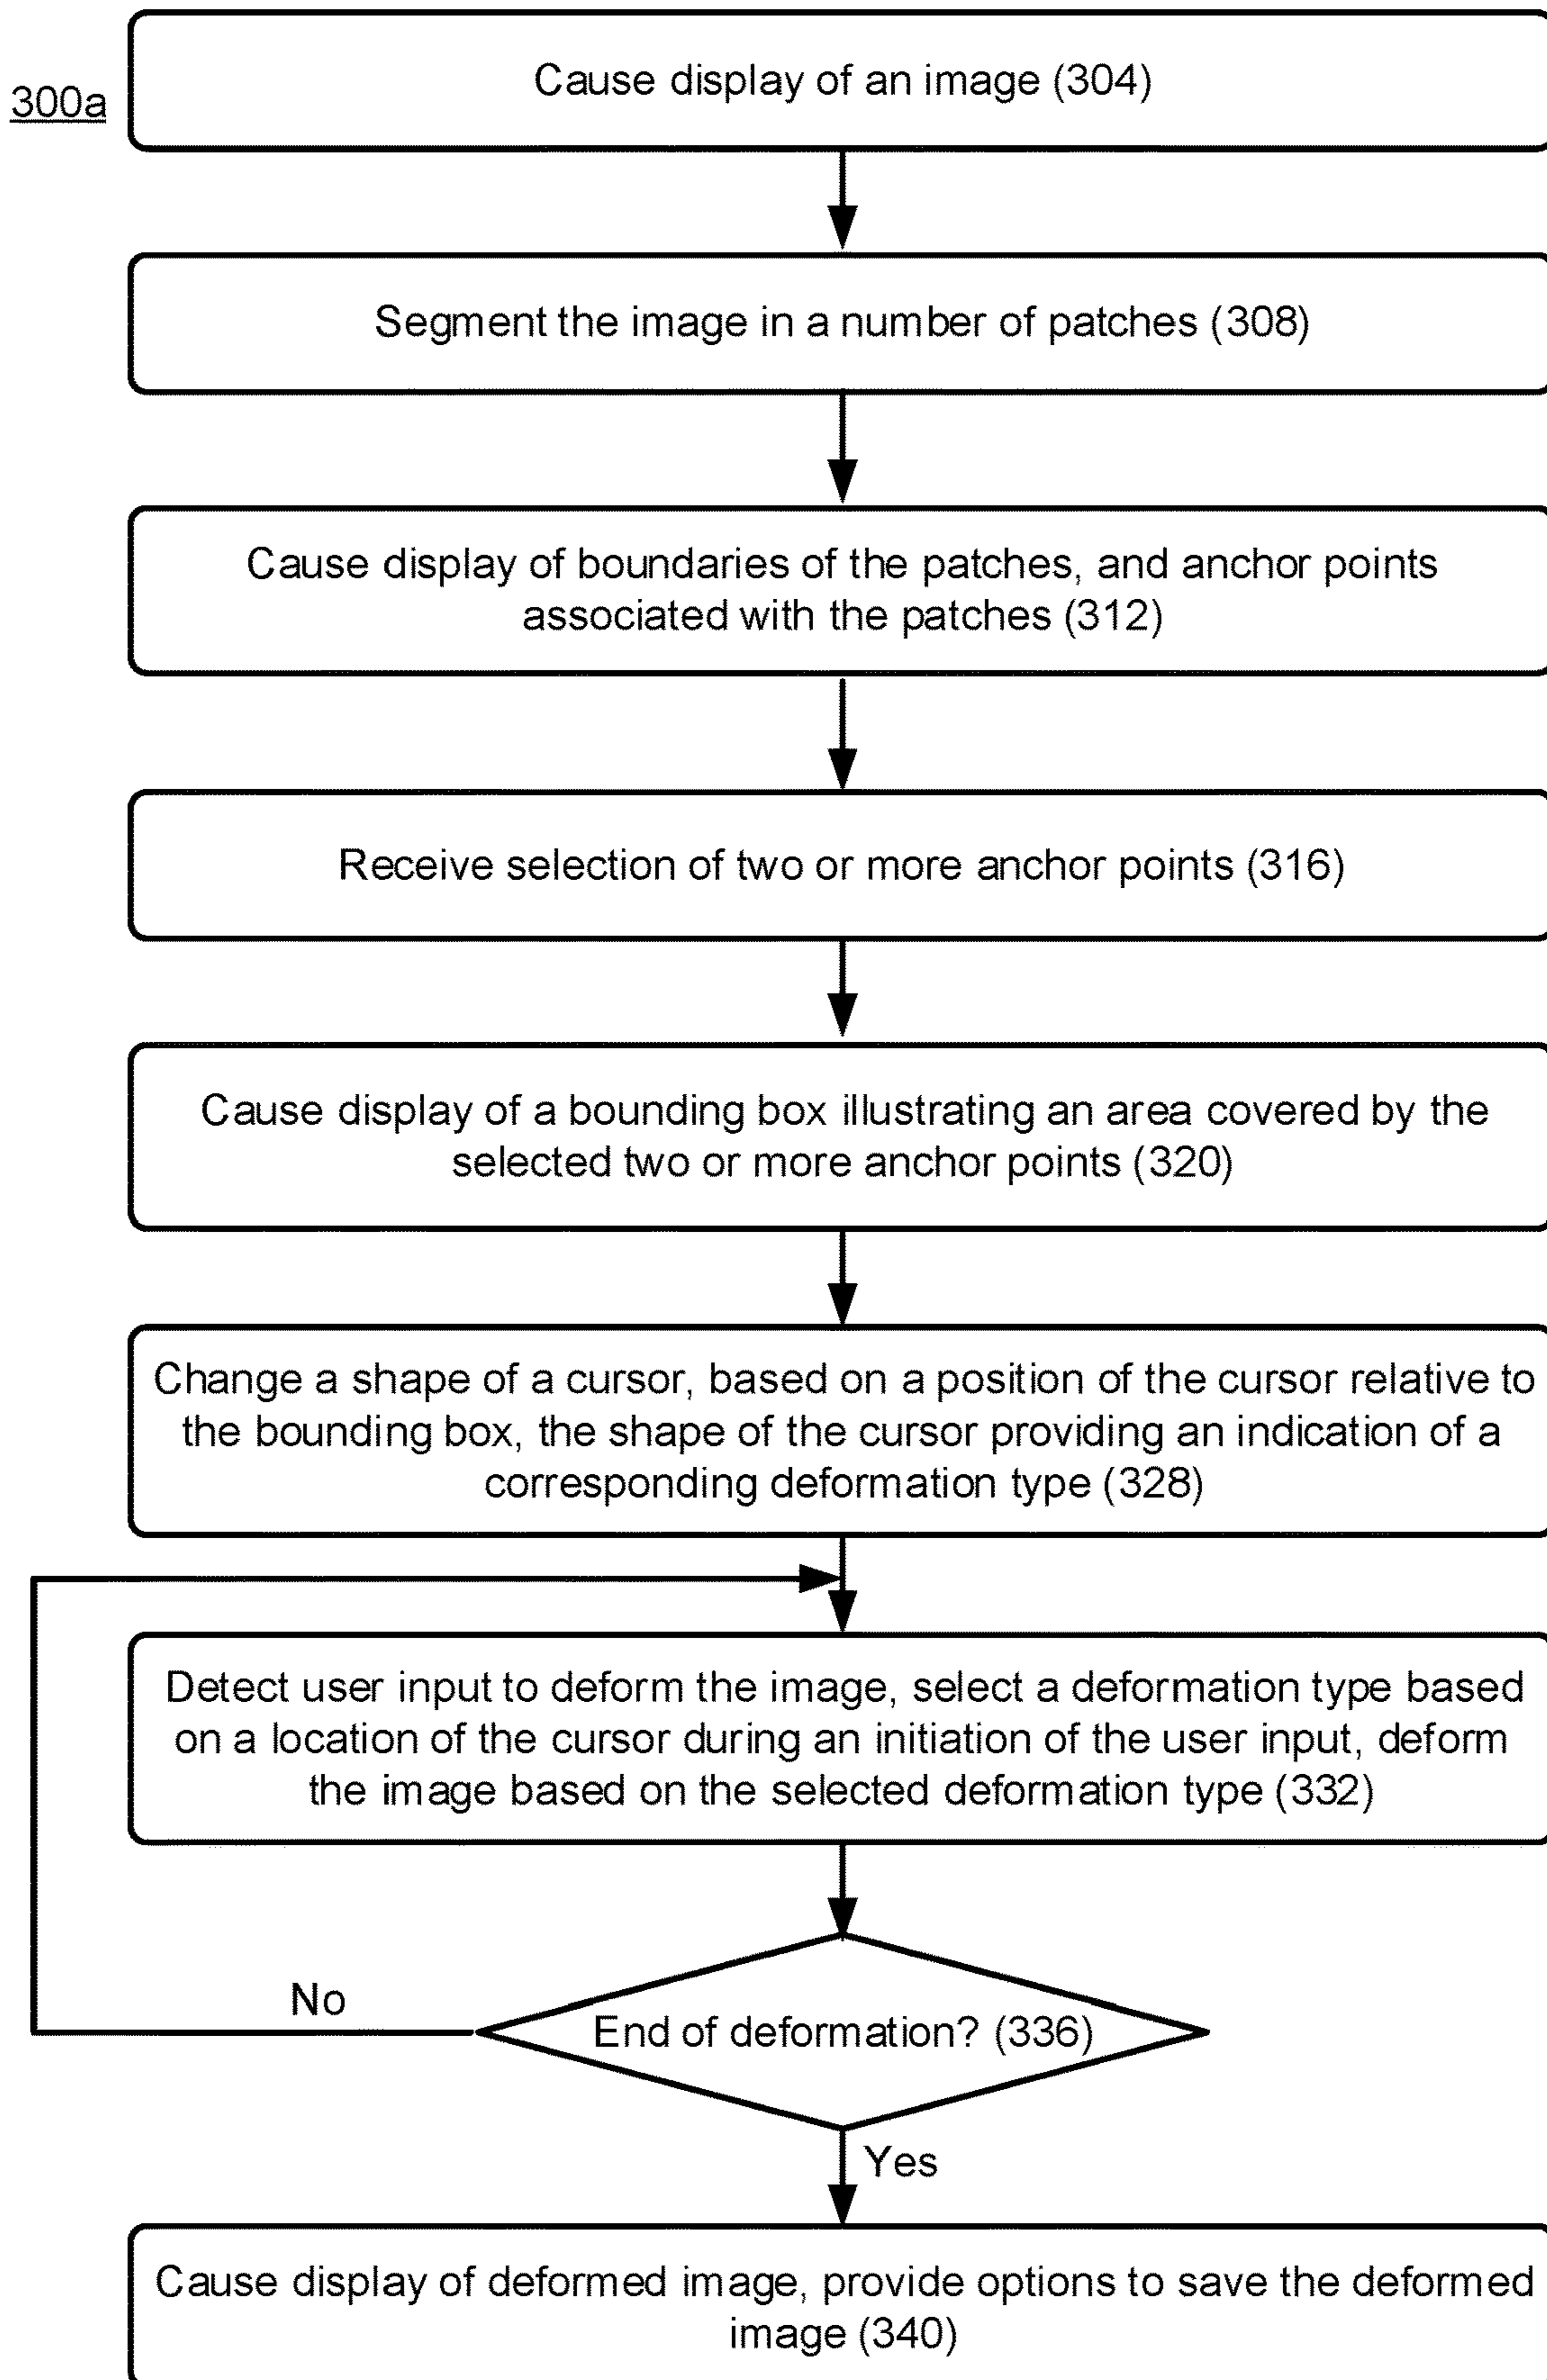 300a
Cause display of an image (304)
Segment the image in a number of patches (308)
Cause display of boundaries of the patches, and anchor points
associated with the patches (312)
Receive selection of two or more anchor points (316)
Cause display of a bounding box illustrating an area covered by the
selected two or more anchor points (320)
Change a shape of a cursor, based on a position of the cursor relative to
the bounding box, the shape of the cursor providing an indication of a
corresponding deformation type (328)
Detect user input to deform the image, select a deformation type based
on a location of the cursor during an initiation of the user input, deform
the image based on the selected deformation type (332)
No
End of deformation? (336)
Yes
Cause display of deformed image, provide options to save the deformed
image (340)